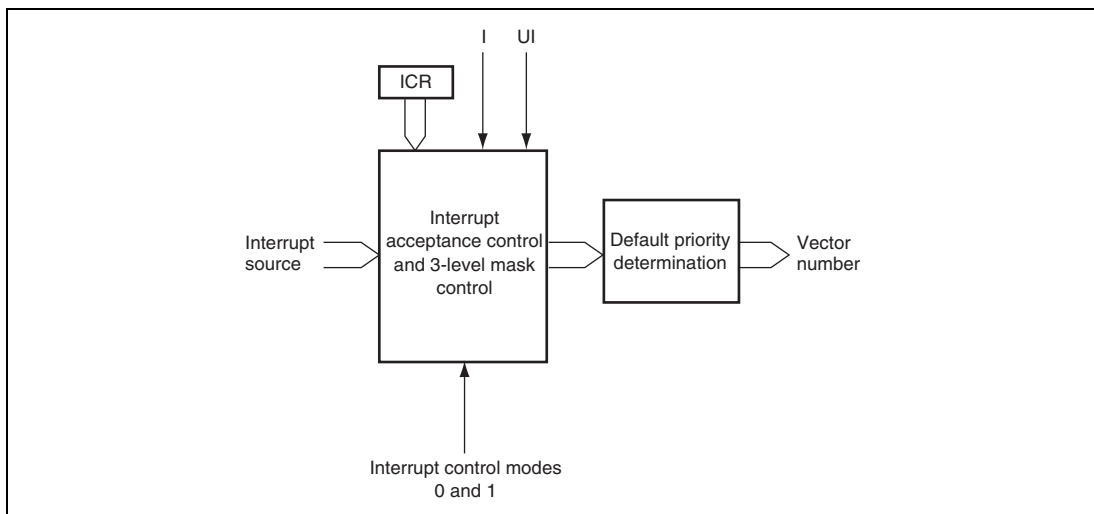 I UI
ICR
Interrupt
acceptance control
and 3-level mask
control
Interrupt
source
Default priority
determination
Vector
number
Interrupt control modes
0 and 1